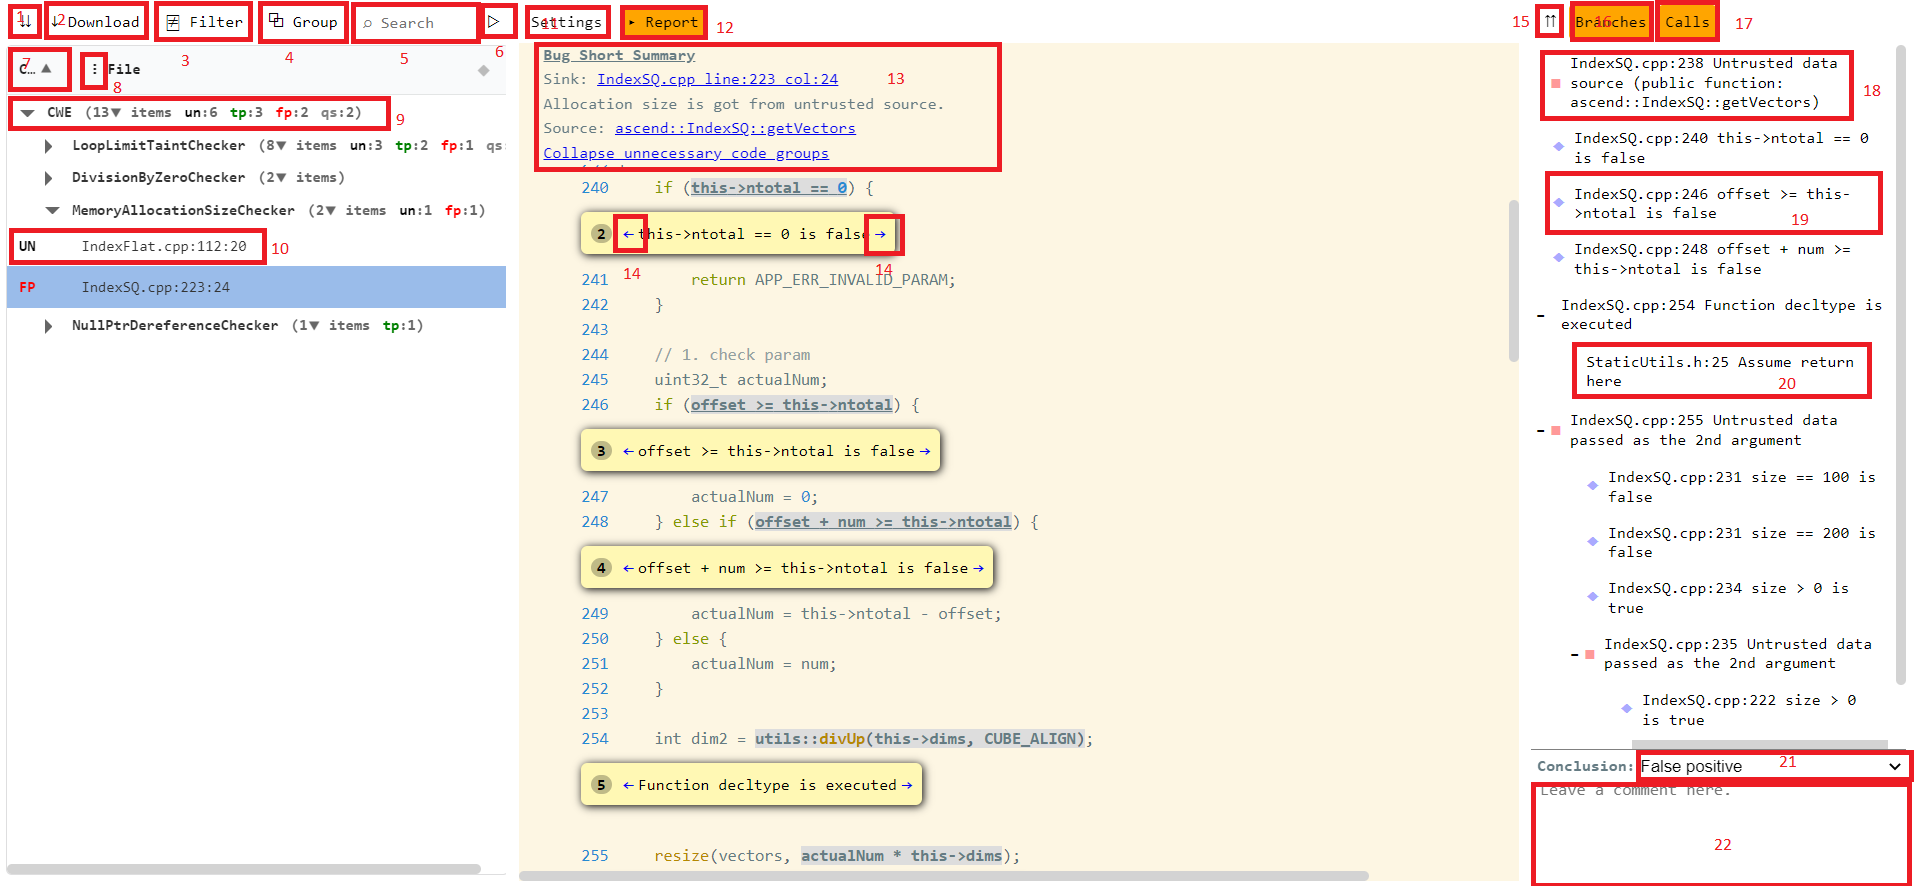 1 ↓↓ 2 ↓Download Filter Group Search ▷ Settings ▸ Report 15 ⇈ Branches Calls
3 4 5 6 11 12 16 17
7 C… ▲ ⋮ File
8
CWE (13▼ items un:6 tp:3 fp:2 qs:2) 9
LoopLimitTaintChecker (8▼ items un:3 tp:2 fp:1 qs:
DivisionByZeroChecker (2▼ items)
MemoryAllocationSizeChecker (2▼ items un:1 fp:1)
UN IndexFlat.cpp:112:20 10
FP IndexSQ.cpp:223:24
NullPtrDereferenceChecker (1▼ items tp:1)
Bug Short Summary
Sink: IndexSQ.cpp line:223 col:24 13
Allocation size is got from untrusted source.
Source: ascend::IndexSQ::getVectors
Collapse unnecessary code groups
240 if (this->ntotal == 0) {
2 ← this->ntotal == 0 is false →
14 14
241 return APP_ERR_INVALID_PARAM;
242 }
243
244 // 1. check param
245 uint32_t actualNum;
246 if (offset >= this->ntotal) {
3 ← offset >= this->ntotal is false →
247 actualNum = 0;
248 } else if (offset + num >= this->ntotal) {
4 ← offset + num >= this->ntotal is false →
249 actualNum = this->ntotal - offset;
250 } else {
251 actualNum = num;
252 }
253
254 int dim2 = utils::divUp(this->dims, CUBE_ALIGN);
5 ← Function decltype is executed →
255 resize(vectors, actualNum * this->dims);
IndexSQ.cpp:238 Untrusted data
source (public function: 18
ascend::IndexSQ::getVectors)
IndexSQ.cpp:240 this->ntotal == 0
is false
IndexSQ.cpp:246 offset >= this-
>ntotal is false 19
IndexSQ.cpp:248 offset + num >=
this->ntotal is false
- IndexSQ.cpp:254 Function decltype is
executed
StaticUtils.h:25 Assume return
here 20
- IndexSQ.cpp:255 Untrusted data
passed as the 2nd argument
IndexSQ.cpp:231 size == 100 is
false
IndexSQ.cpp:231 size == 200 is
false
IndexSQ.cpp:234 size > 0 is
true
- IndexSQ.cpp:235 Untrusted data
passed as the 2nd argument
IndexSQ.cpp:222 size > 0
is true
Conclusion: False positive 21
Leave a comment here.
22